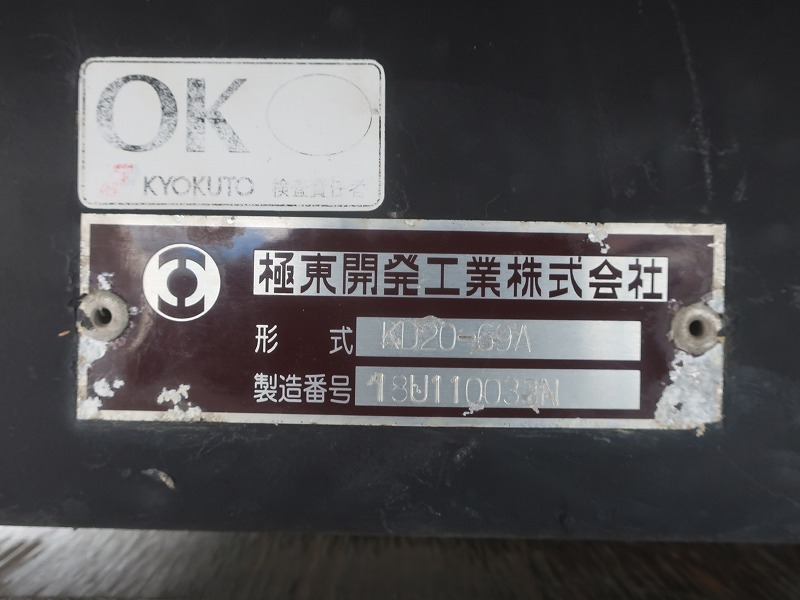 OK
KYOKUTO 検査責任者
極東開発工業株式会社
形 式 KD20-69A
製造番号